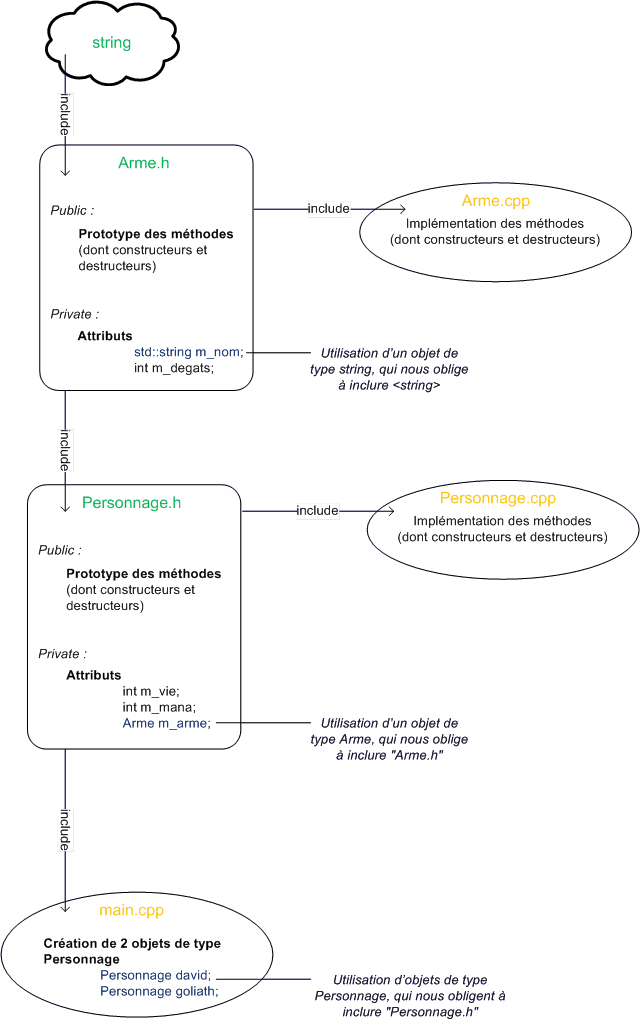 string
include
Arme.h
Public :
Prototype des méthodes
(dont constructeurs et
destructeurs)
Private :
Attributs
std::string m_nom;
int m_degats;
include
Arme.cpp
Implémentation des méthodes
(dont constructeurs et destructeurs)
Utilisation d'un objet de
type string, qui nous oblige
à inclure <string>
include
Personnage.h
Public :
Prototype des méthodes
(dont constructeurs et
destructeurs)
Private :
Attributs
int m_vie;
int m_mana;
Arme m_arme;
include
Personnage.cpp
Implémentation des méthodes
(dont constructeurs et destructeurs)
Utilisation d'un objet de
type Arme, qui nous oblige
à inclure "Arme.h"
include
main.cpp
Création de 2 objets de type
Personnage
Personnage david;
Personnage goliath;
Utilisation d'objets de type
Personnage, qui nous obligent à
inclure "Personnage.h"